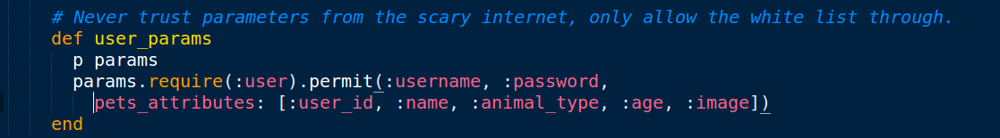 # Never trust parameters from the scary internet, only allow the white list through.
def user_params
p params
params.require(:user).permit(:username, :password,
pets_attributes: [:user_id, :name, :animal_type, :age, :image])
end